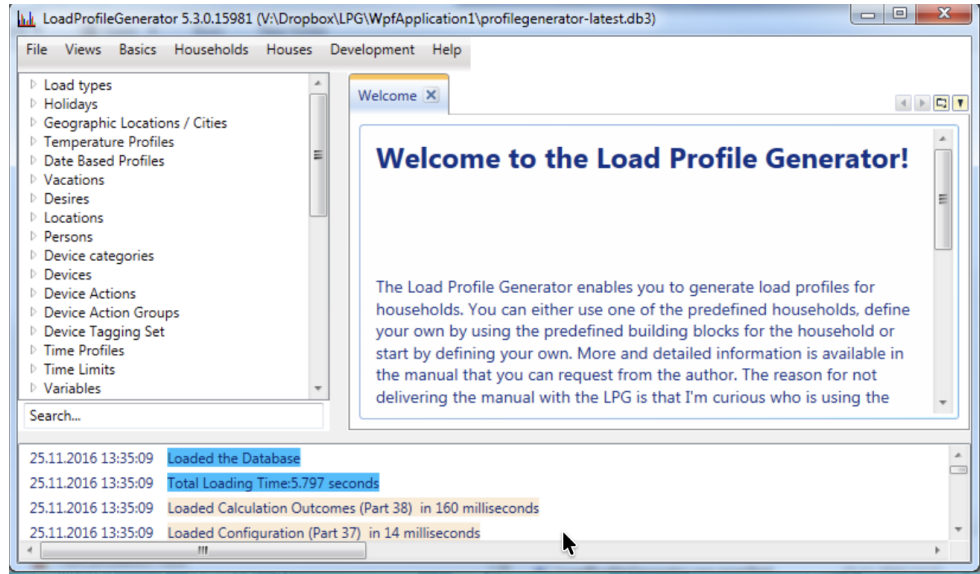 LoadProfileGenerator 5.3.0.15981 (V:\Dropbox\LPG\WpfApplication1\profilegenerator-latest.db3)
File Views Basics Households Houses Development Help
Load types
Holidays
Geographic Locations / Cities
Temperature Profiles
Date Based Profiles
Vacations
Desires
Locations
Persons
Device categories
Devices
Device Actions
Device Action Groups
Device Tagging Set
Time Profiles
Time Limits
Variables
Search...
Welcome
Welcome to the Load Profile Generator!
The Load Profile Generator enables you to generate load profiles for
households. You can either use one of the predefined households, define
your own by using the predefined building blocks for the household or
start by defining your own. More and detailed information is available in
the manual that you can request from the author. The reason for not
delivering the manual with the LPG is that I'm curious who is using the
25.11.2016 13:35:09 Loaded the Database
25.11.2016 13:35:09 Total Loading Time:5.797 seconds
25.11.2016 13:35:09 Loaded Calculation Outcomes (Part 38) in 160 milliseconds
25.11.2016 13:35:09 Loaded Configuration (Part 37) in 14 milliseconds